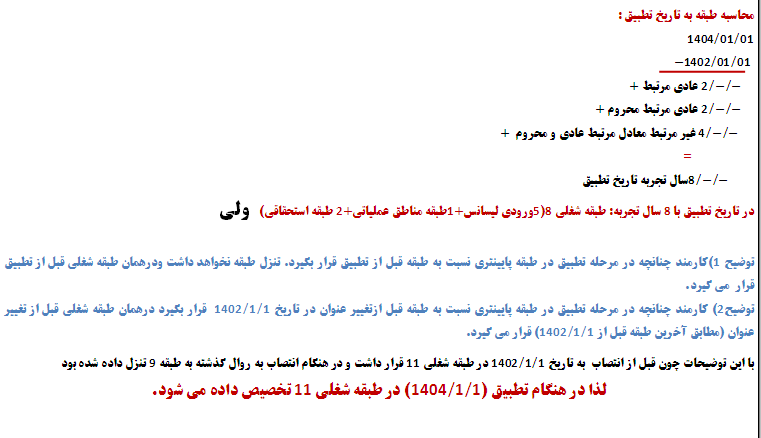 محاسبه طبقه به تاریخ تطبیق :
1404/01/01
1402/01/01–
2/–/– عادی مرتبط +
2/–/– عادی مرتبط محروم +
4/–/– غیر مرتبط معادل مرتبط عادی و محروم +
=
8/–/–سال تجربه تاریخ تطبیق
در تاریخ تطبیق با 8 سال تجربه: طبقه شغلی 8(5ورودی لیسانس+1طبقه مناطق عملیاتی+2 طبقه استحقاقی) ولی
توضیح 1)کارمند چنانچه در مرحله تطبیق در طبقه پایینتری نسبت به طبقه قبل از تطبیق قرار بگیرد. تنزل طبقه نخواهد داشت ودرهمان طبقه شغلی قبل از تطبیق
قرار می گیرد.
توضیح2) کارمند چنانچه در مرحله تطبیق در طبقه پایینتری نسبت به طبقه قبل ازتغییر عنوان در تاریخ 1402/1/1 قرار بگیرد درهمان طبقه شغلی قبل از تغییر
عنوان (مطابق آخرین طبقه قبل از 1402/1/1) قرار می گیرد.
با این توضیحات چون قبل از انتصاب به تاریخ 1402/1/1 در طبقه شغلی 11 قرار داشت و در هنگام انتصاب به روال گذشته به طبقه 9 تنزل داده شده بود
لذا در هنگام تطبیق (1404/1/1) در طبقه شغلی 11 تخصیص داده می شود.